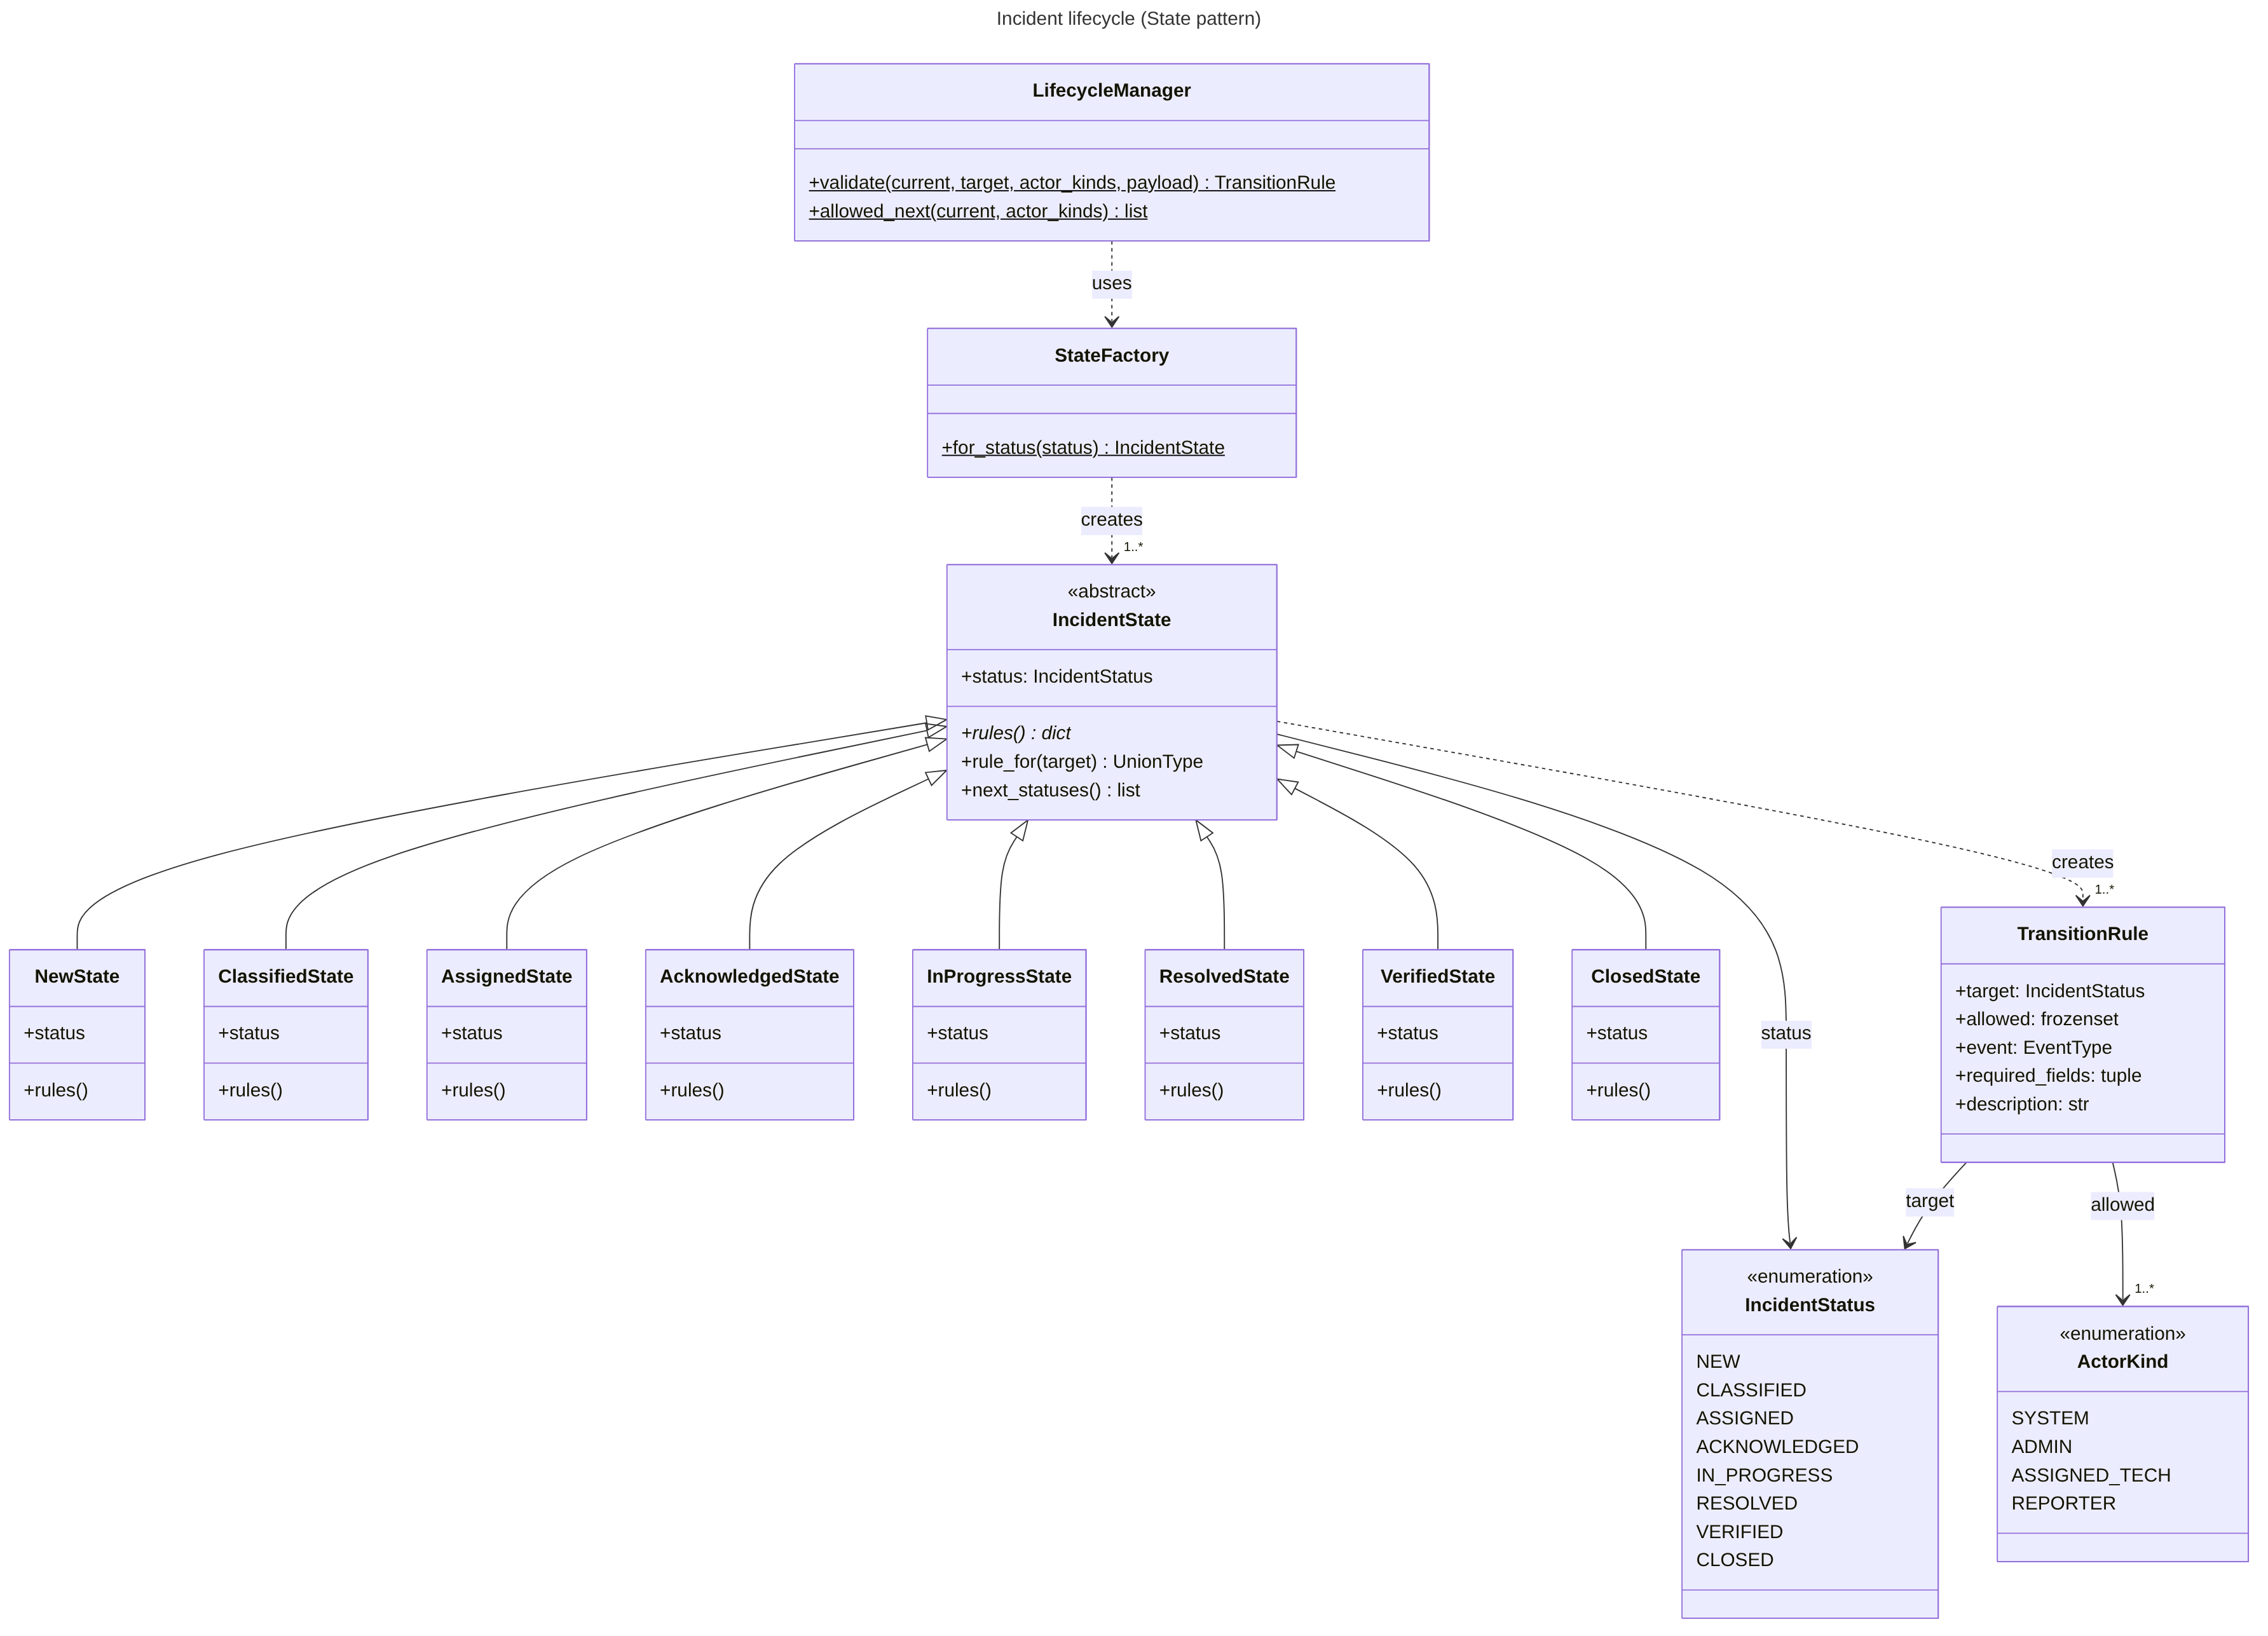 Incident lifecycle (State pattern)
LifecycleManager
+validate(current, target, actor_kinds, payload) : TransitionRule
+allowed_next(current, actor_kinds) : list
uses
StateFactory
+for_status(status) : IncidentState
creates
1..*
«abstract»
IncidentState
+status: IncidentStatus
+rules() : dict
+rule_for(target) : UnionType
+next_statuses() : list
creates
1..*
NewState
+status
+rules()
ClassifiedState
+status
+rules()
AssignedState
+status
+rules()
AcknowledgedState
+status
+rules()
InProgressState
+status
+rules()
ResolvedState
+status
+rules()
VerifiedState
+status
+rules()
ClosedState
+status
+rules()
status
TransitionRule
+target: IncidentStatus
+allowed: frozenset
+event: EventType
+required_fields: tuple
+description: str
target
allowed
1..*
«enumeration»
IncidentStatus
NEW
CLASSIFIED
ASSIGNED
ACKNOWLEDGED
IN_PROGRESS
RESOLVED
VERIFIED
CLOSED
«enumeration»
ActorKind
SYSTEM
ADMIN
ASSIGNED_TECH
REPORTER